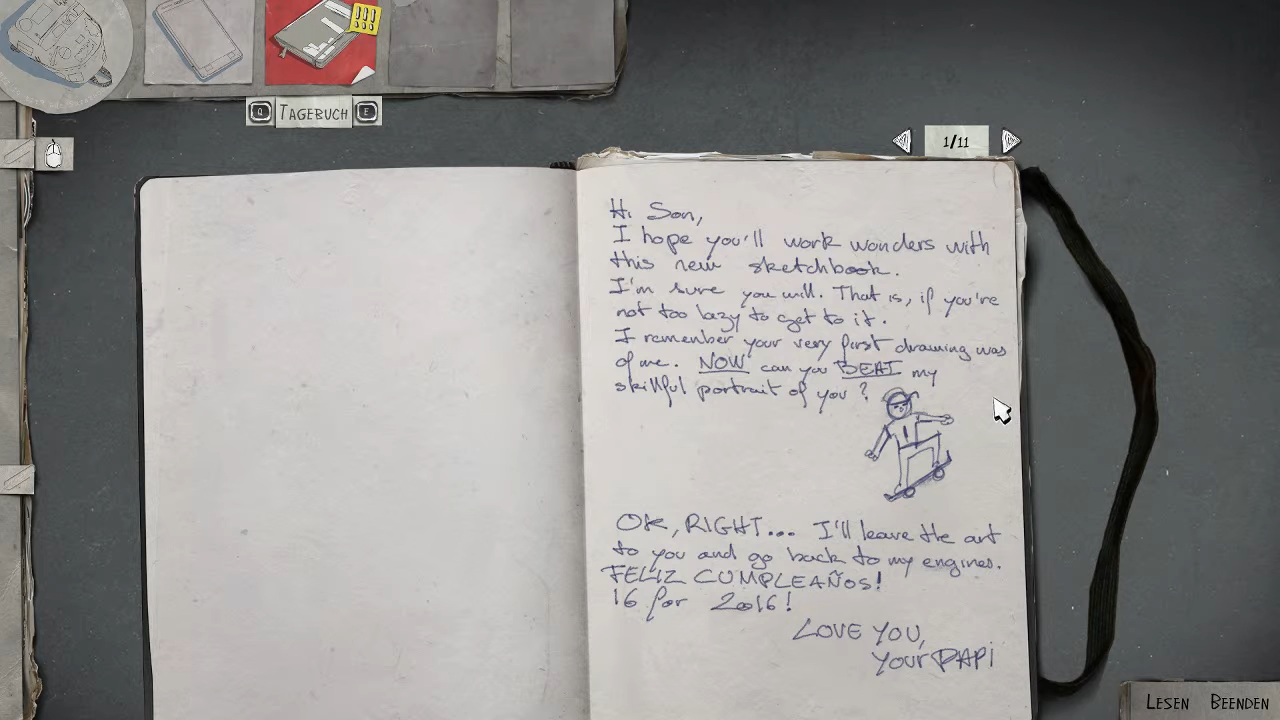 Q TAGEBUCH E
1/11
Hi Son,
I hope you'll work wonders with
this new sketchbook.
I'm sure you will. That is, if you're
not too lazy to get to it.
I remember your very first drawing was
of me. NOW can you BEAT my
skillful portrait of you?
OK, RIGHT... I'll leave the art
to you and go back to my engines.
FELIZ CUMPLEAÑOS!
16 for 2016!
LOVE YOU,
Your PAPI
LESEN BEENDEN